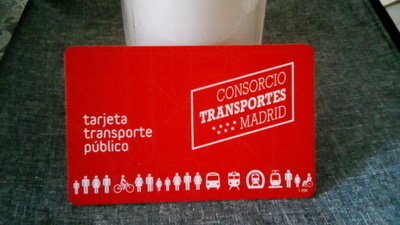 tarjeta
transporte
público
CONSORCIO
TRANSPORTES
MADRID